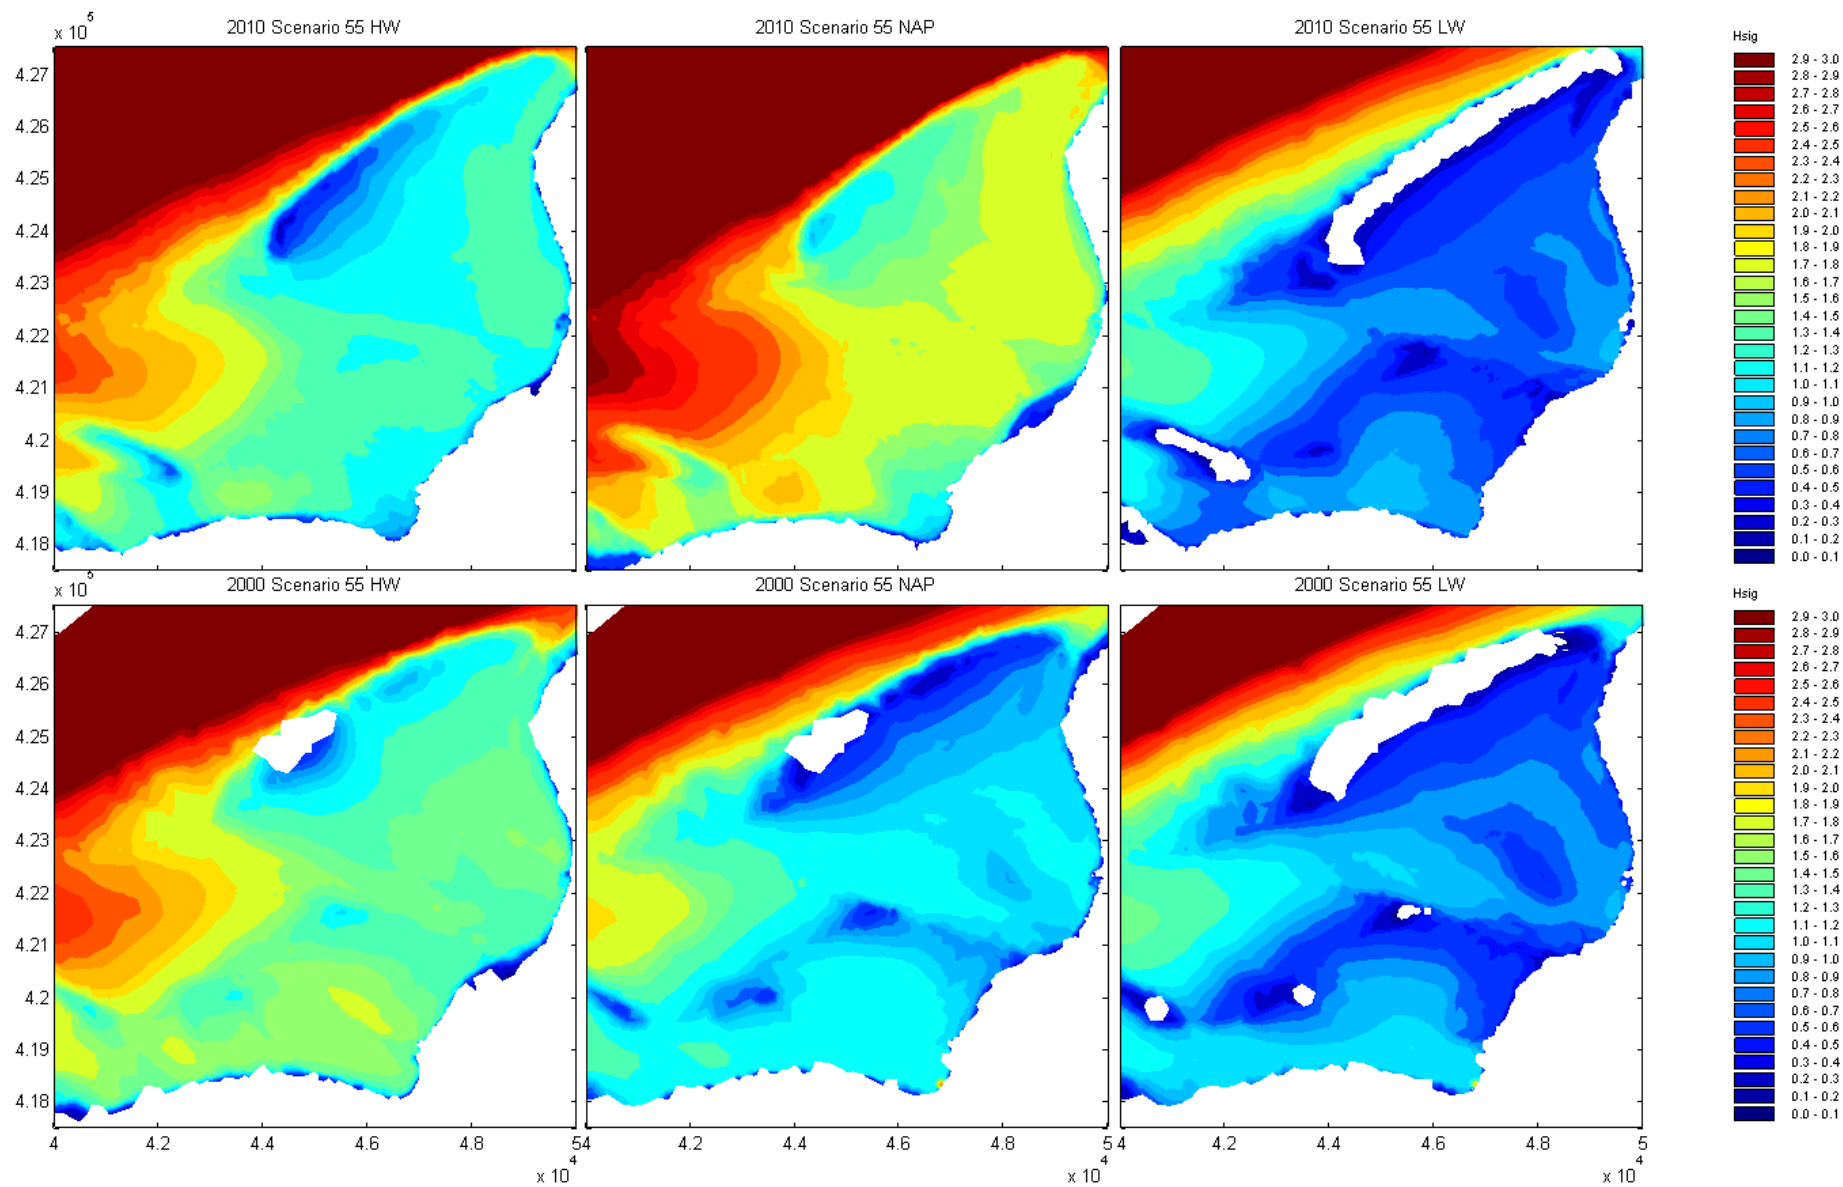 x 10 5
2010 Scenario 55 HW
2010 Scenario 55 NAP
2010 Scenario 55 LW
4.27
4.26
4.25
4.24
4.23
4.22
4.21
4.2
4.19
4.18
Hsig
2.9 - 3.0
2.8 - 2.9
2.7 - 2.8
2.6 - 2.7
2.5 - 2.6
2.4 - 2.5
2.3 - 2.4
2.2 - 2.3
2.1 - 2.2
2.0 - 2.1
1.9 - 2.0
1.8 - 1.9
1.7 - 1.8
1.6 - 1.7
1.5 - 1.6
1.4 - 1.5
1.3 - 1.4
1.2 - 1.3
1.1 - 1.2
1.0 - 1.1
0.9 - 1.0
0.8 - 0.9
0.7 - 0.8
0.6 - 0.7
0.5 - 0.6
0.4 - 0.5
0.3 - 0.4
0.2 - 0.3
0.1 - 0.2
0.0 - 0.1
x 10 5
2000 Scenario 55 HW
2000 Scenario 55 NAP
2000 Scenario 55 LW
4.27
4.26
4.25
4.24
4.23
4.22
4.21
4.2
4.19
4.18
Hsig
2.9 - 3.0
2.8 - 2.9
2.7 - 2.8
2.6 - 2.7
2.5 - 2.6
2.4 - 2.5
2.3 - 2.4
2.2 - 2.3
2.1 - 2.2
2.0 - 2.1
1.9 - 2.0
1.8 - 1.9
1.7 - 1.8
1.6 - 1.7
1.5 - 1.6
1.4 - 1.5
1.3 - 1.4
1.2 - 1.3
1.1 - 1.2
1.0 - 1.1
0.9 - 1.0
0.8 - 0.9
0.7 - 0.8
0.6 - 0.7
0.5 - 0.6
0.4 - 0.5
0.3 - 0.4
0.2 - 0.3
0.1 - 0.2
0.0 - 0.1
4 4.2 4.4 4.6 4.8 5
4 4.2 4.4 4.6 4.8 5
4 4.2 4.4 4.6 4.8 5
x 10 4
x 10 4
x 10 4